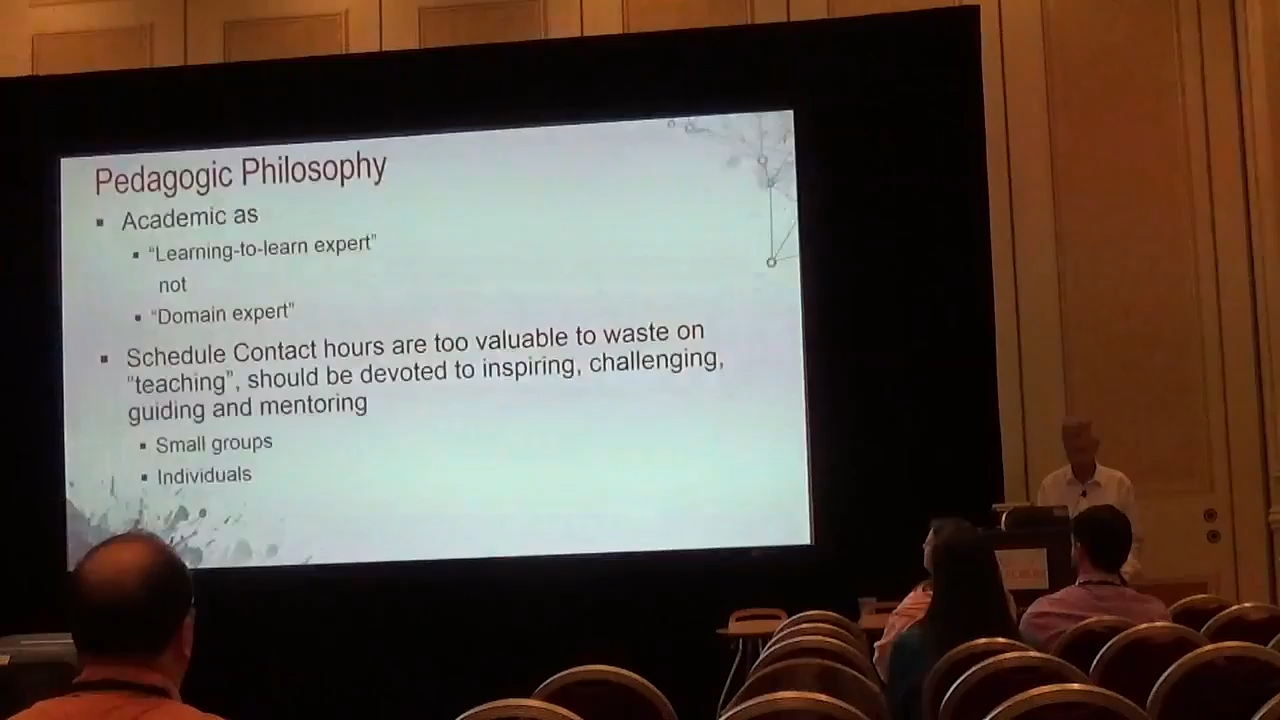 Pedagogic Philosophy
Academic as
"Learning-to-learn expert"
not
"Domain expert"
Schedule Contact hours are too valuable to waste on
"teaching", should be devoted to inspiring, challenging,
guiding and mentoring
Small groups
Individuals